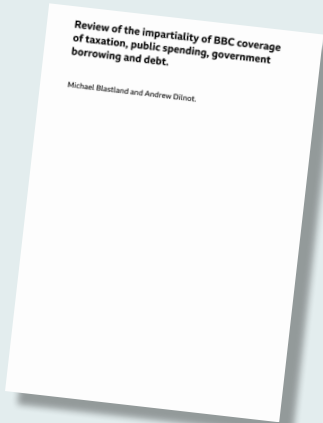 Review of the impartiality of BBC coverage
of taxation, public spending, government
borrowing and debt.
Michael Blastland and Andrew Dilnot.